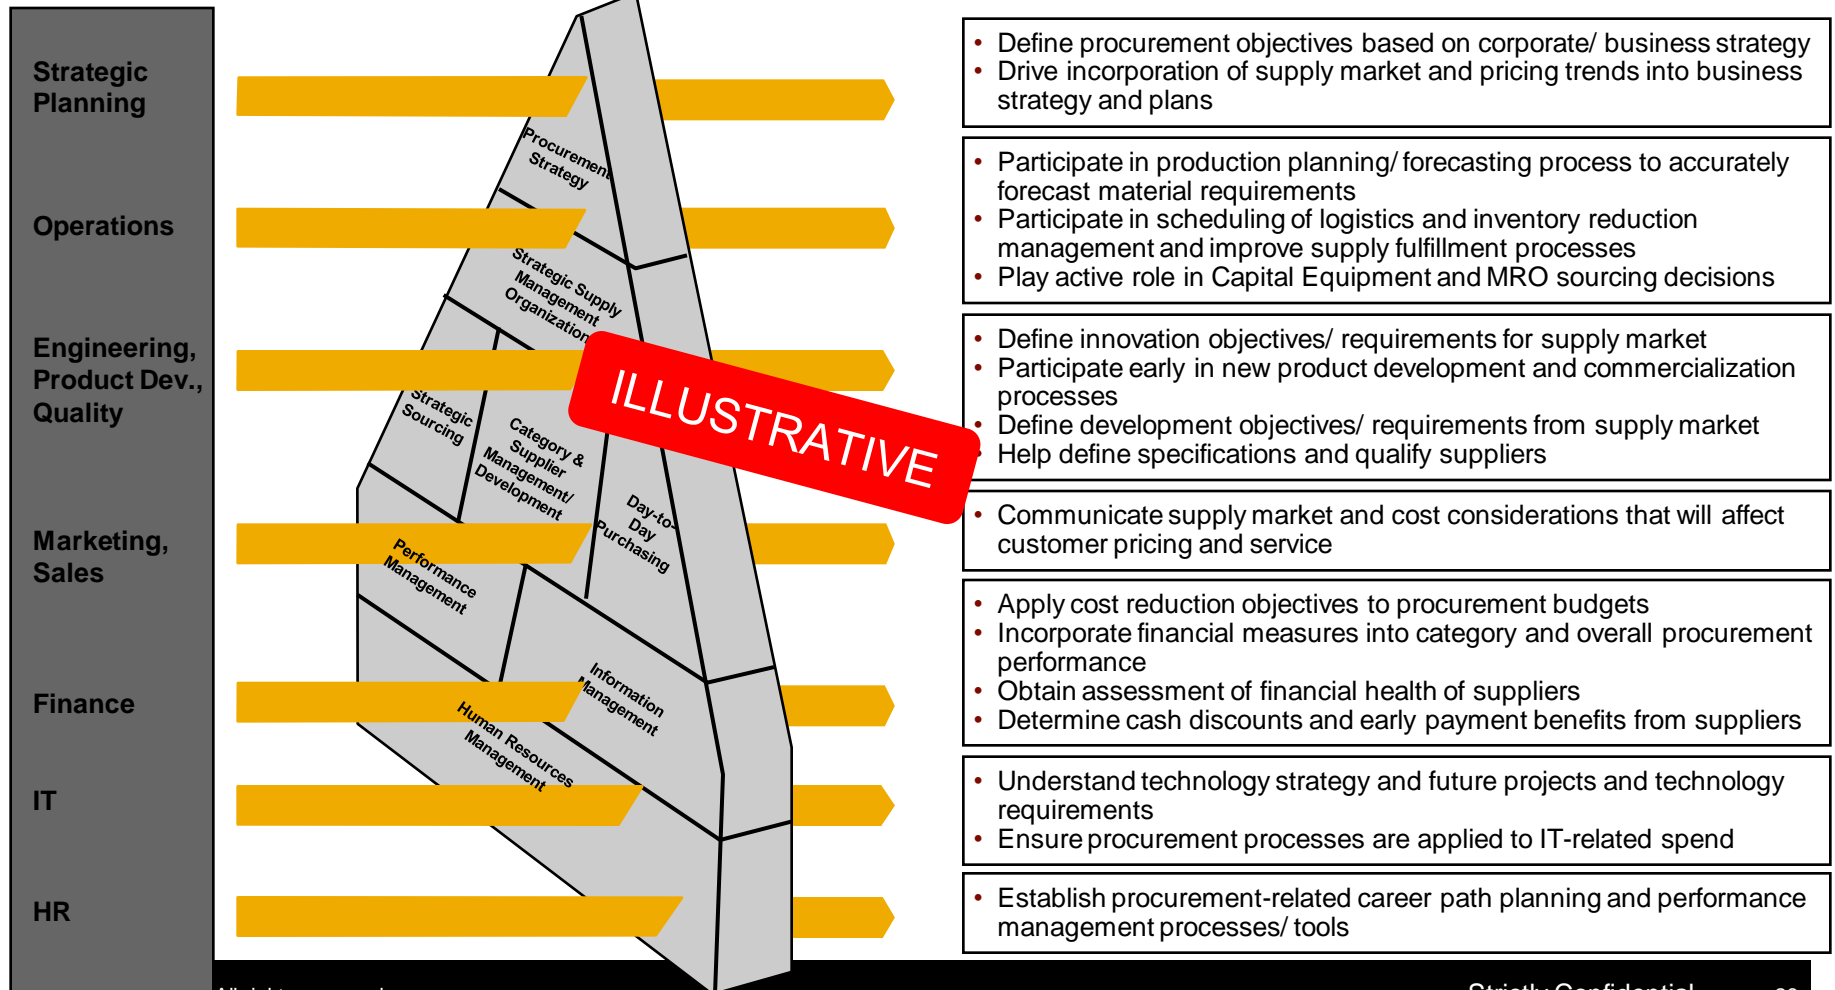 Strategic
Planning
Operations
Engineering,
Product Dev.,
Quality
Marketing,
Sales
Finance
IT
HR
Procurement
Strategy
Strategic Supply
Management
Organization
Strategic
Sourcing
Category &
Supplier
Management/
Development
Day-to-
Day
Purchasing
Performance
Management
Information
Management
Human Resources
Management
ILLUSTRATIVE
• Define procurement objectives based on corporate/ business strategy
• Drive incorporation of supply market and pricing trends into business
strategy and plans
• Participate in production planning/ forecasting process to accurately
forecast material requirements
• Participate in scheduling of logistics and inventory reduction
management and improve supply fulfillment processes
• Play active role in Capital Equipment and MRO sourcing decisions
• Define innovation objectives/ requirements for supply market
• Participate early in new product development and commercialization
processes
• Define development objectives/ requirements from supply market
• Help define specifications and qualify suppliers
• Communicate supply market and cost considerations that will affect
customer pricing and service
• Apply cost reduction objectives to procurement budgets
• Incorporate financial measures into category and overall procurement
performance
• Obtain assessment of financial health of suppliers
• Determine cash discounts and early payment benefits from suppliers
• Understand technology strategy and future projects and technology
requirements
• Ensure procurement processes are applied to IT-related spend
• Establish procurement-related career path planning and performance
management processes/ tools
Strictly Confidential